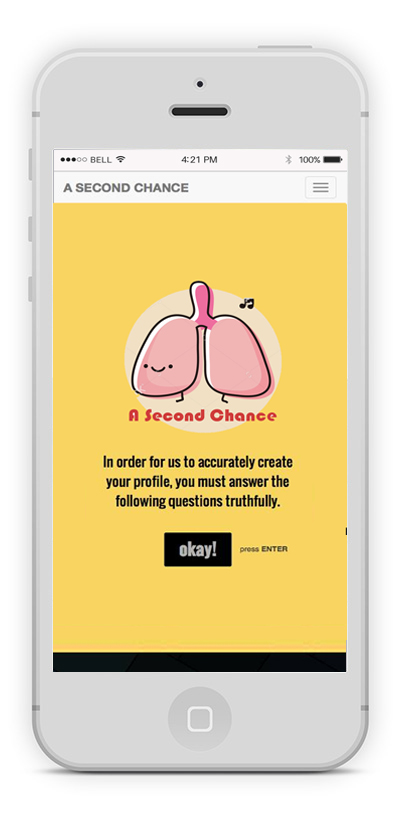 BELL 4:21 PM 100%
A SECOND CHANCE
A Second Chance
In order for us to accurately create
your profile, you must answer the
following questions truthfully.
okay! press ENTER